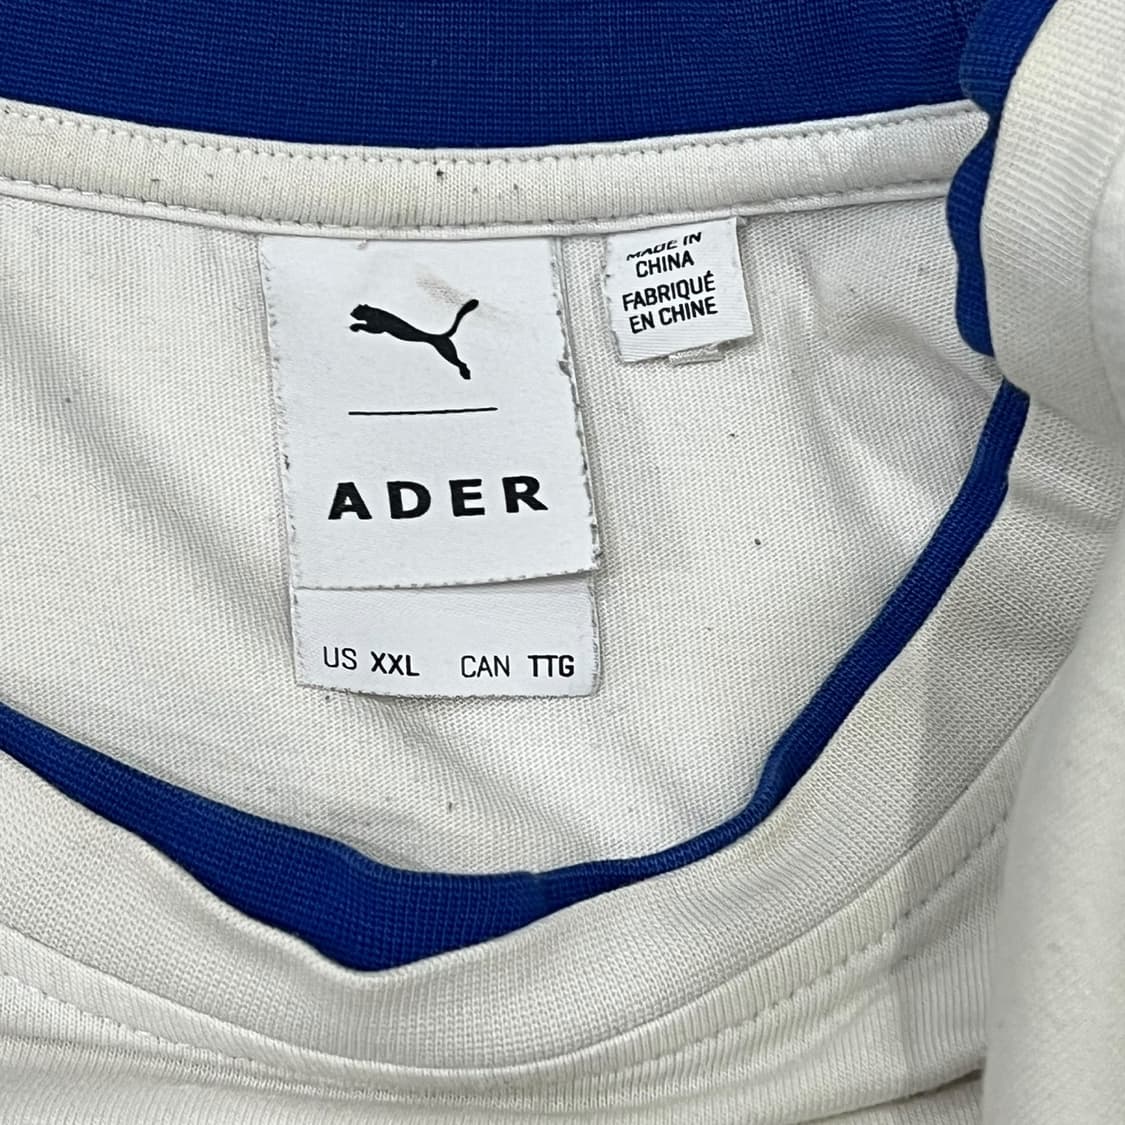 MADE IN
CHINA
FABRIQUÉ
EN CHINE
ADER
US XXL CAN TTG